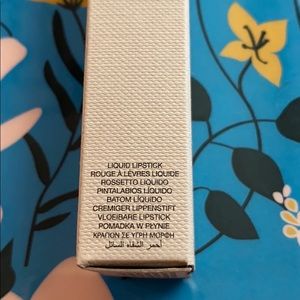 LIQUID LIPSTICK
ROUGE À LÈVRES LIQUIDE
ROSSETTO LIQUIDO
PINTALABIOS LÍQUIDO
BATOM LÍQUIDO
CREMIGER LIPPENSTIFT
VLOEIBARE LIPSTICK
POMADKA W PŁYNIE
ΚΡΑΓΙΟΝ ΣΕ ΥΓΡΗ ΜΟΡΦΗ
أحمر الشفاه السائل